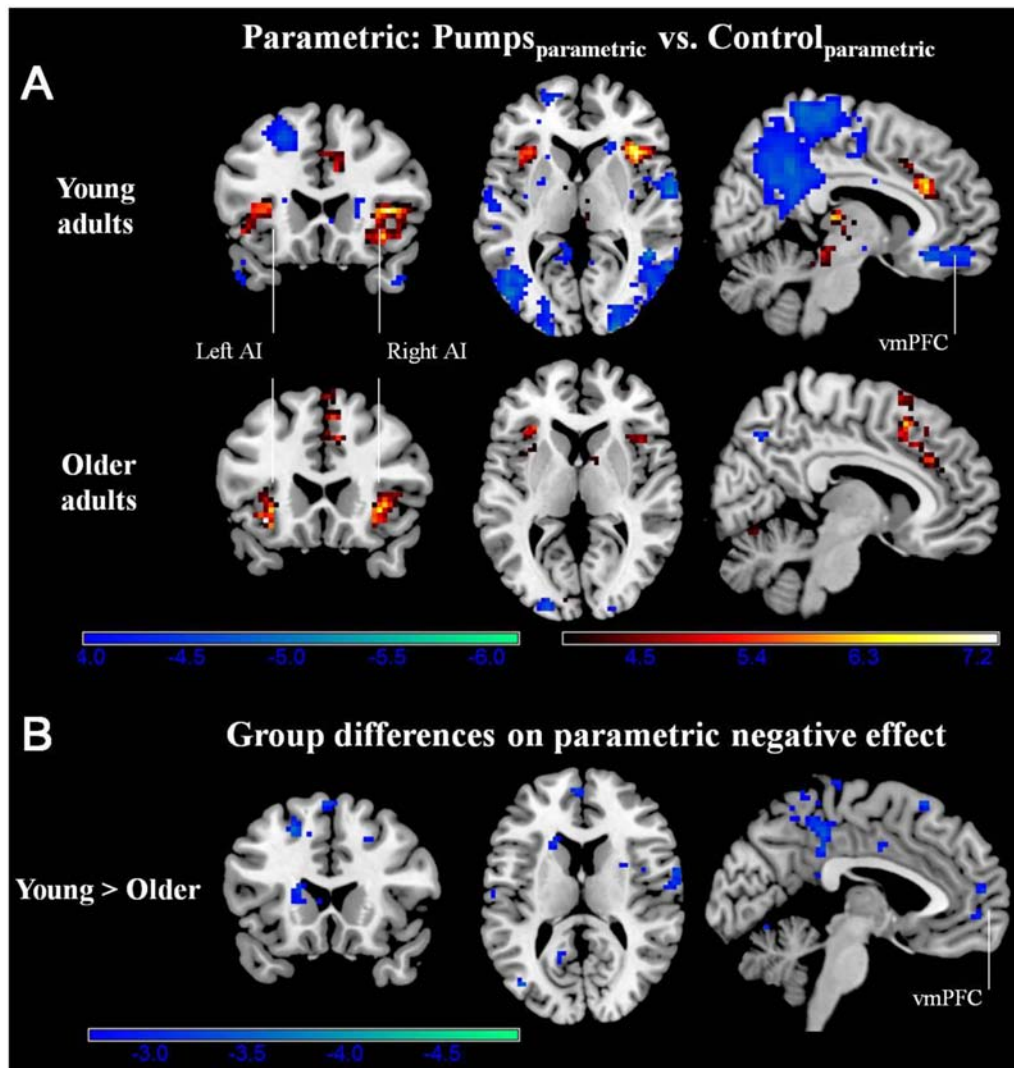 Parametric: Pumpsparametric vs. Controlparametric
A
Young
adults
Left AI
Right AI
vmPFC
Older
adults
4.0 -4.5 -5.0 -5.5 -6.0
4.5 5.4 6.3 7.2
B
Group differences on parametric negative effect
Young > Older
vmPFC
-3.0 -3.5 -4.0 -4.5